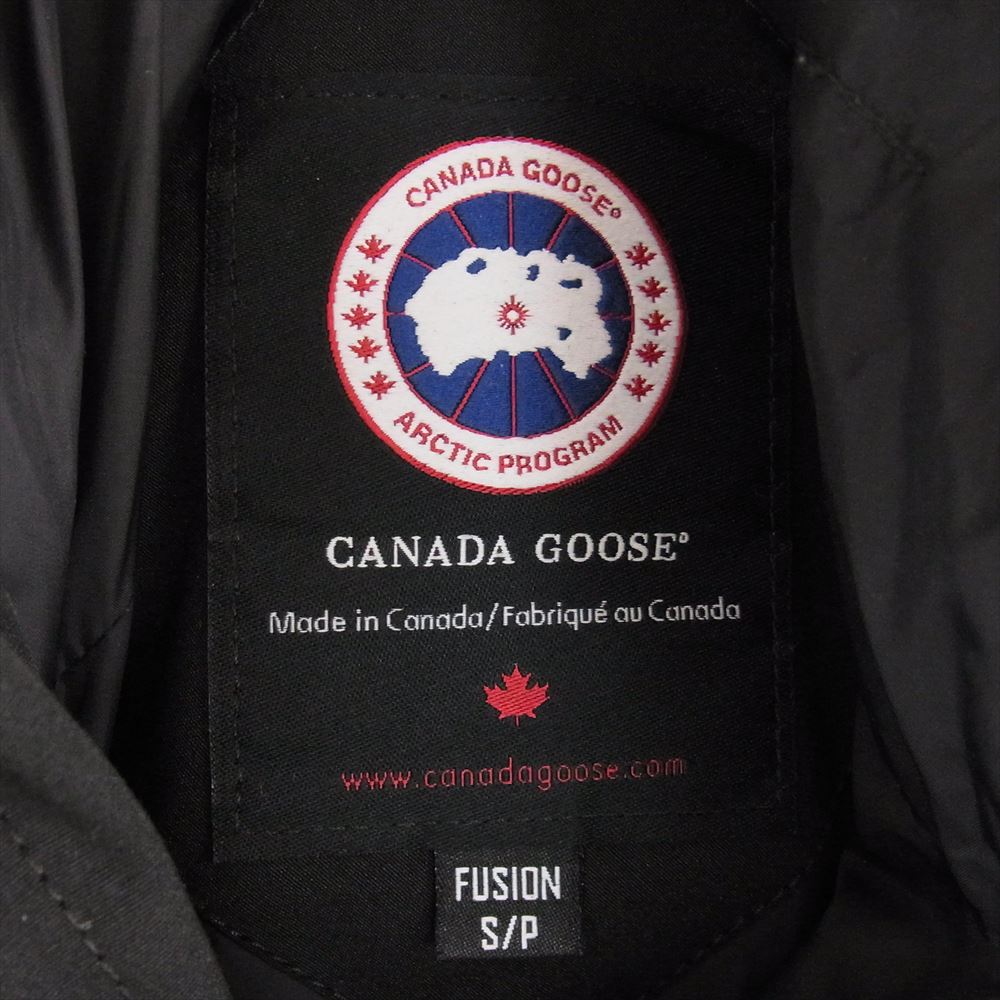 CANADA GOOSE®
ARCTIC PROGRAM
CANADA GOOSE®
Made in Canada/Fabriqué au Canada
www.canadagoose.com
FUSION
S/P